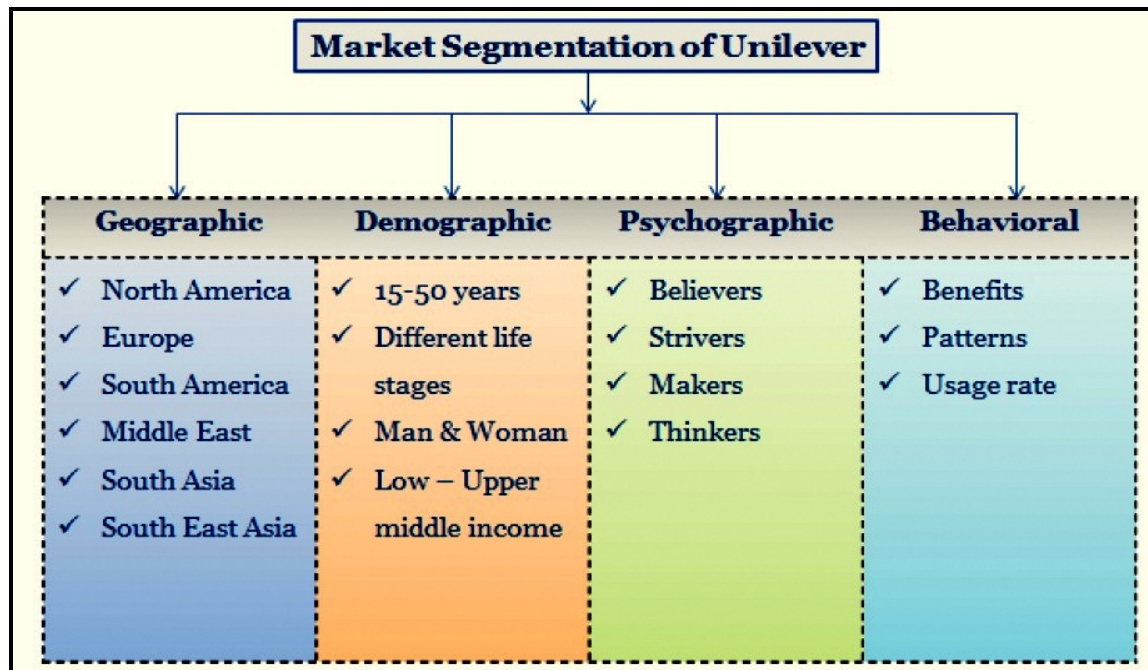 Market Segmentation of Unilever
Geographic
✓ North America
✓ Europe
✓ South America
✓ Middle East
✓ South Asia
✓ South East Asia
Demographic
✓ 15-50 years
✓ Different life
stages
✓ Man & Woman
✓ Low – Upper
middle income
Psychographic
✓ Believers
✓ Strivers
✓ Makers
✓ Thinkers
Behavioral
✓ Benefits
✓ Patterns
✓ Usage rate